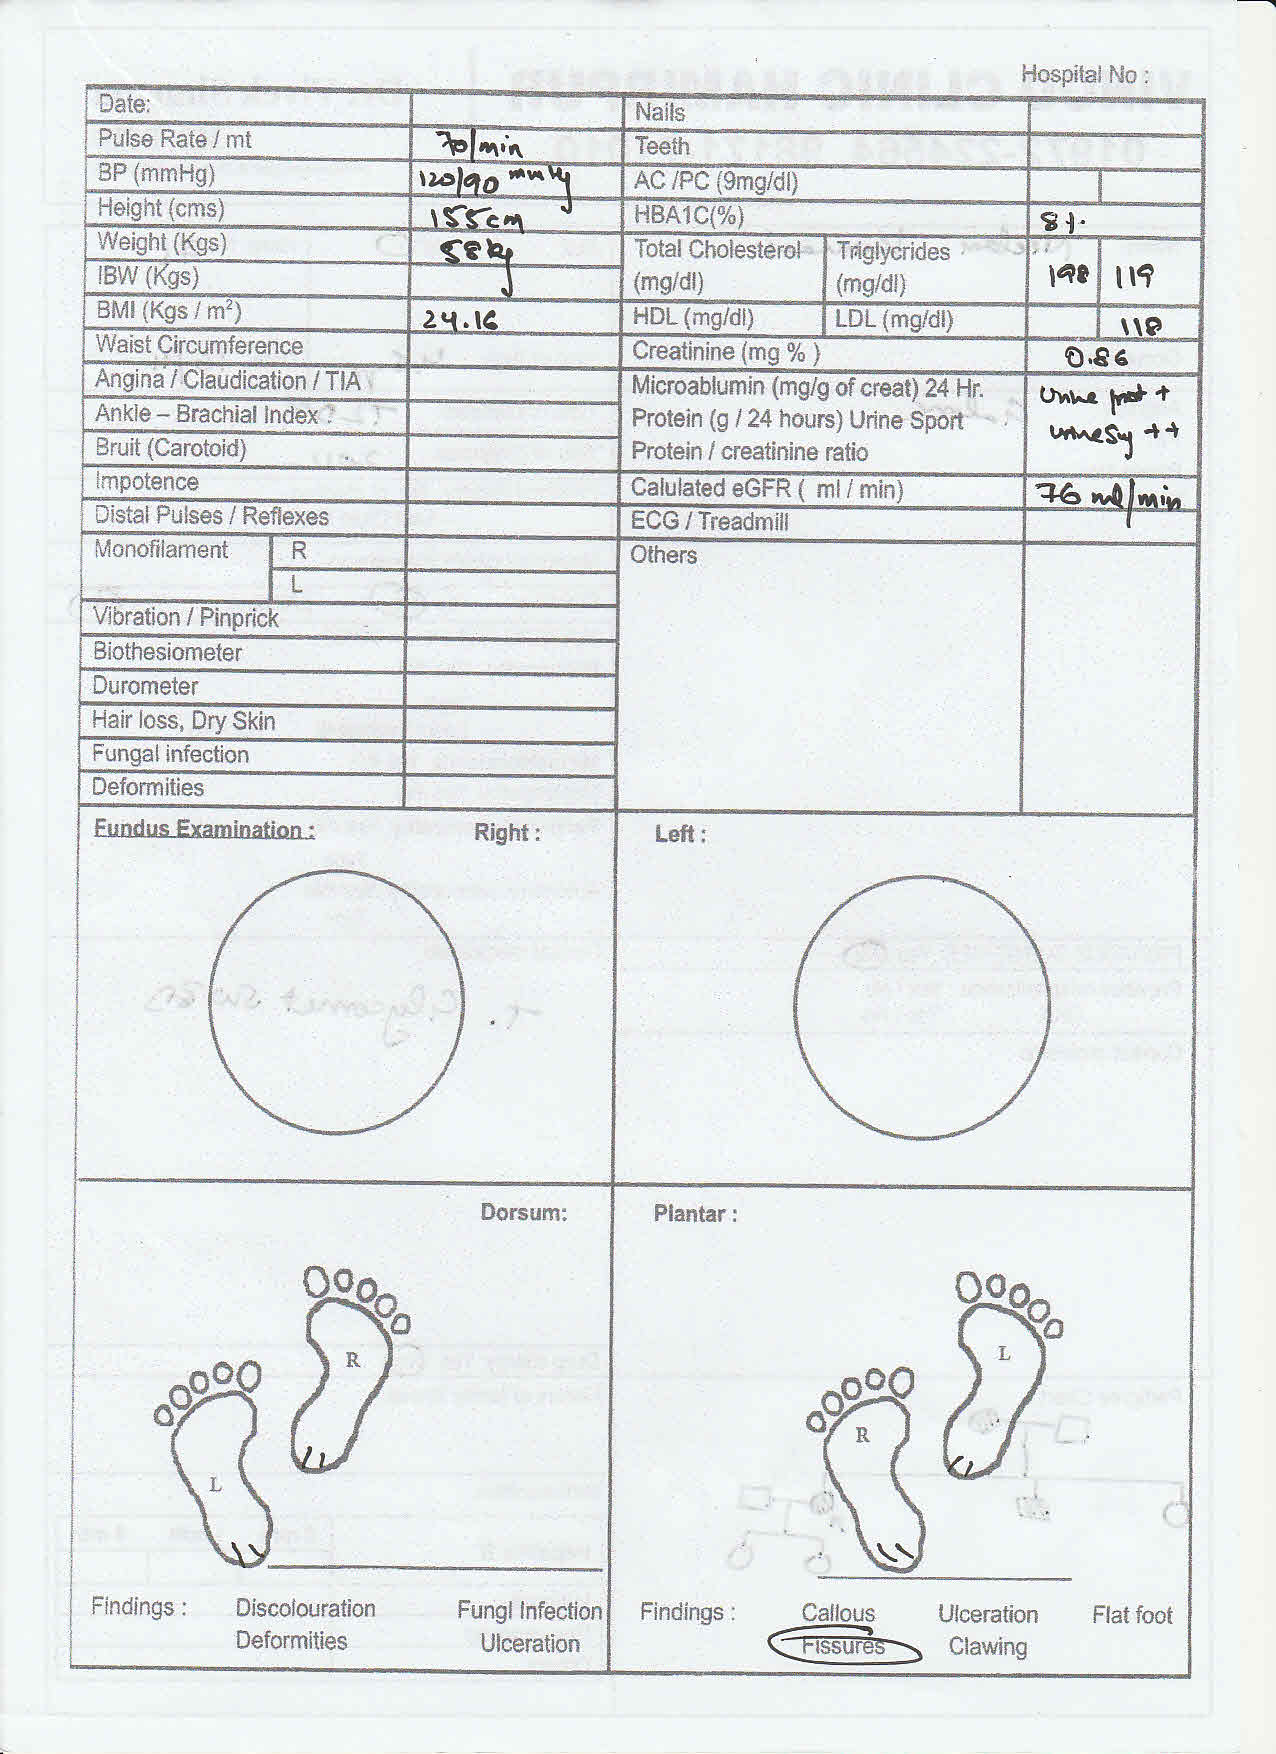 Hospital No :
Date:
Pulse Rate / mt 70/min
BP (mmHg) 120/90 mmHg
Height (cms) 155cm
Weight (Kgs) 58kg
IBW (Kgs)
BMI (Kgs / m²) 24.16
Waist Circumference
Angina / Claudication / TIA
Ankle – Brachial Index :
Bruit (Carotoid)
Impotence
Distal Pulses / Reflexes
Monofilament R
L
Vibration / Pinprick
Biothesiometer
Durometer
Hair loss, Dry Skin
Fungal infection
Deformities
Nails
Teeth
AC /PC (9mg/dl)
HBA1C(%) 8%
Total Cholesterol Triglycrides
(mg/dl) (mg/dl) 198 119
HDL (mg/dl) LDL (mg/dl) 118
Creatinine (mg % ) 0.86
Microablumin (mg/g of creat) 24 Hr. Urine prot +
Protein (g / 24 hours) Urine Sport urine Sy ++
Protein / creatinine ratio
Calulated eGFR ( ml / min) 76 ml/min
ECG / Treadmill
Others
Fundus Examination : Right : Left :
Dorsum:
R
L
Findings : Discolouration Fungl Infection
Deformities Ulceration
Plantar :
L
R
Findings : Callous Ulceration Flat foot
Fissures Clawing